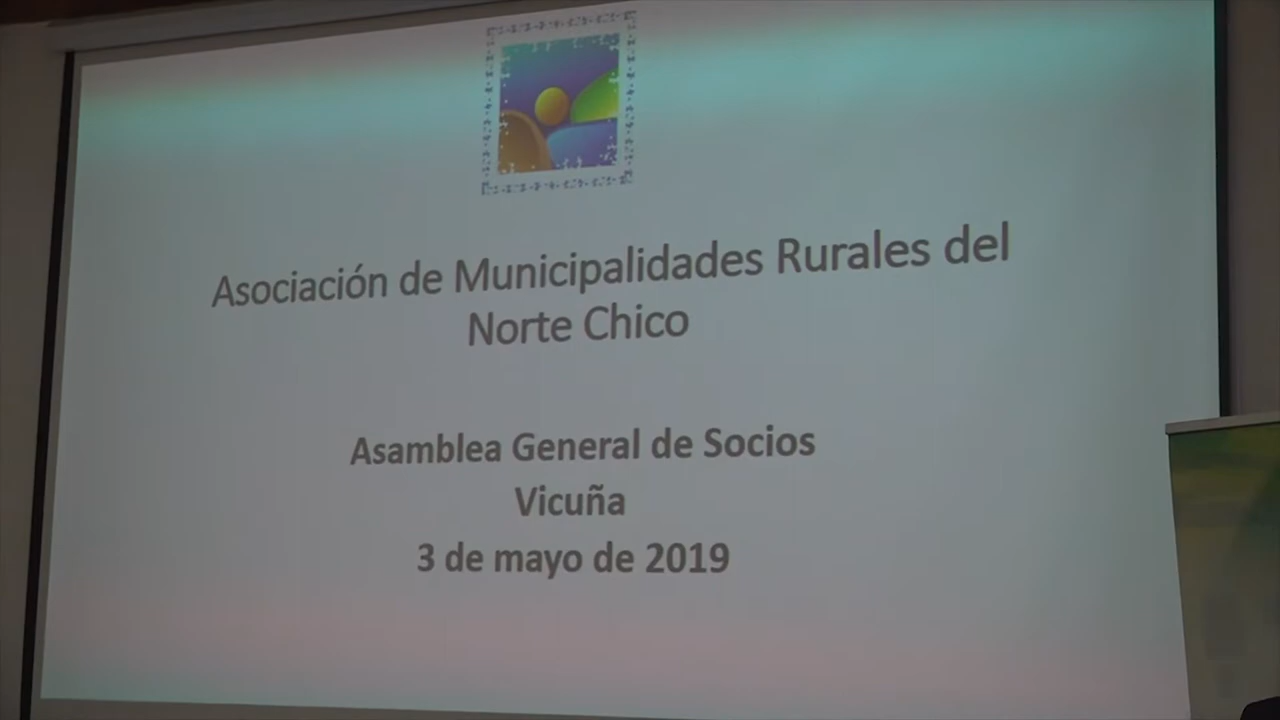 Asociación de Municipalidades Rurales del
Norte Chico
Asamblea General de Socios
Vicuña
3 de mayo de 2019